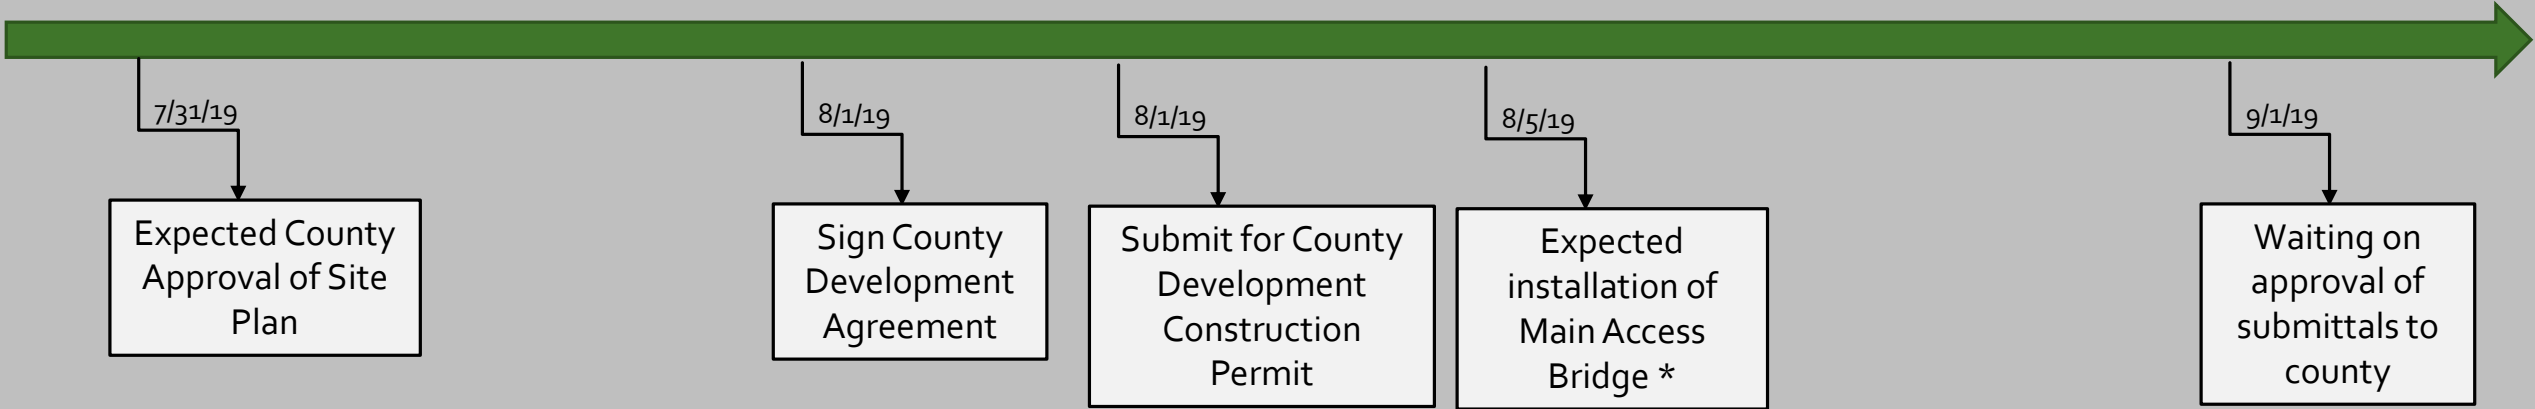 7/31/19
Expected County
Approval of Site
Plan
8/1/19
Sign County
Development
Agreement
8/1/19
Submit for County
Development
Construction
Permit
8/5/19
Expected
installation of
Main Access
Bridge *
9/1/19
Waiting on
approval of
submittals to
county